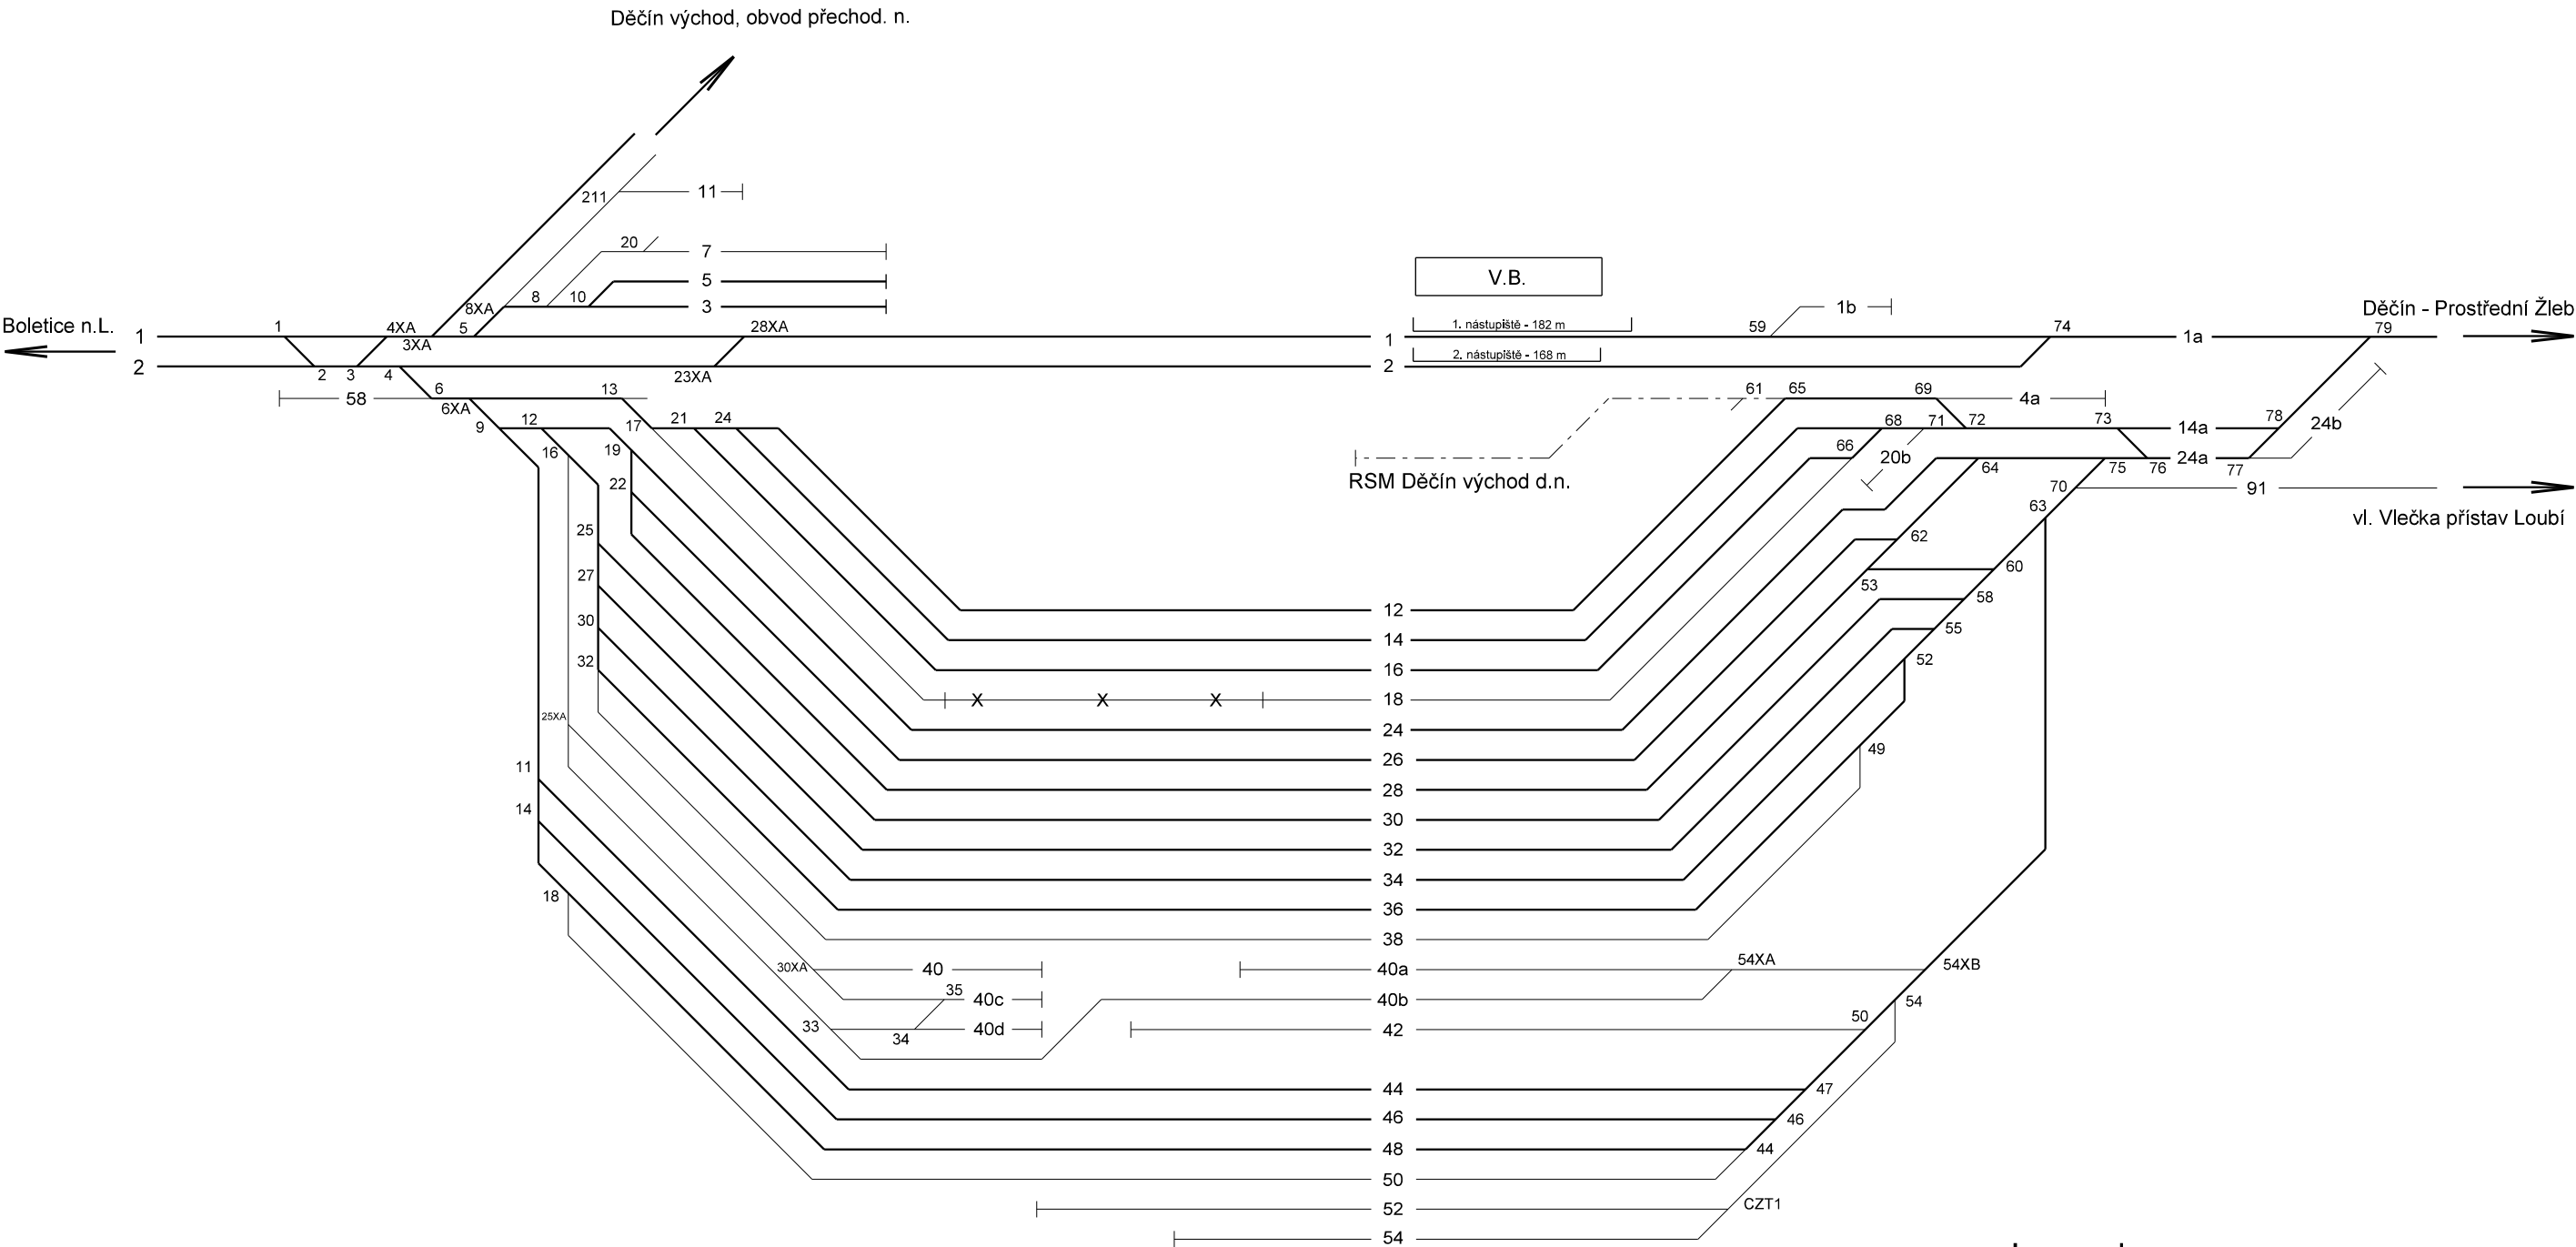 Děčín východ, obvod přechod. n.
211
11
20
7
5
8
10
8XA
3
V.B.
1b
Boletice n.L.
Děčín - Prostřední Žleb
1
1
4XA
5
28XA
1. nástupiště - 182 m
59
74
79
3XA
1
1a
2
2
3
4
23XA
2. nástupiště - 168 m
2
58
6
13
6XA
61
65
69
4a
9
12
17
21
24
68
71
72
73
14a
78
24b
16
19
66
20b
64
75
76
24a
77
22
RSM Děčín východ d.n.
70
91
63
vl. Vlečka přístav Loubí
25
62
27
53
60
58
30
12
55
14
32
52
16
18
X X X
25XA
24
49
26
11
28
14
30
32
34
18
36
38
30XA
40
40a
54XA
54XB
35
40c
40b
54
33
34
40d
42
50
44
47
46
46
48
44
50
52
CZT1
54